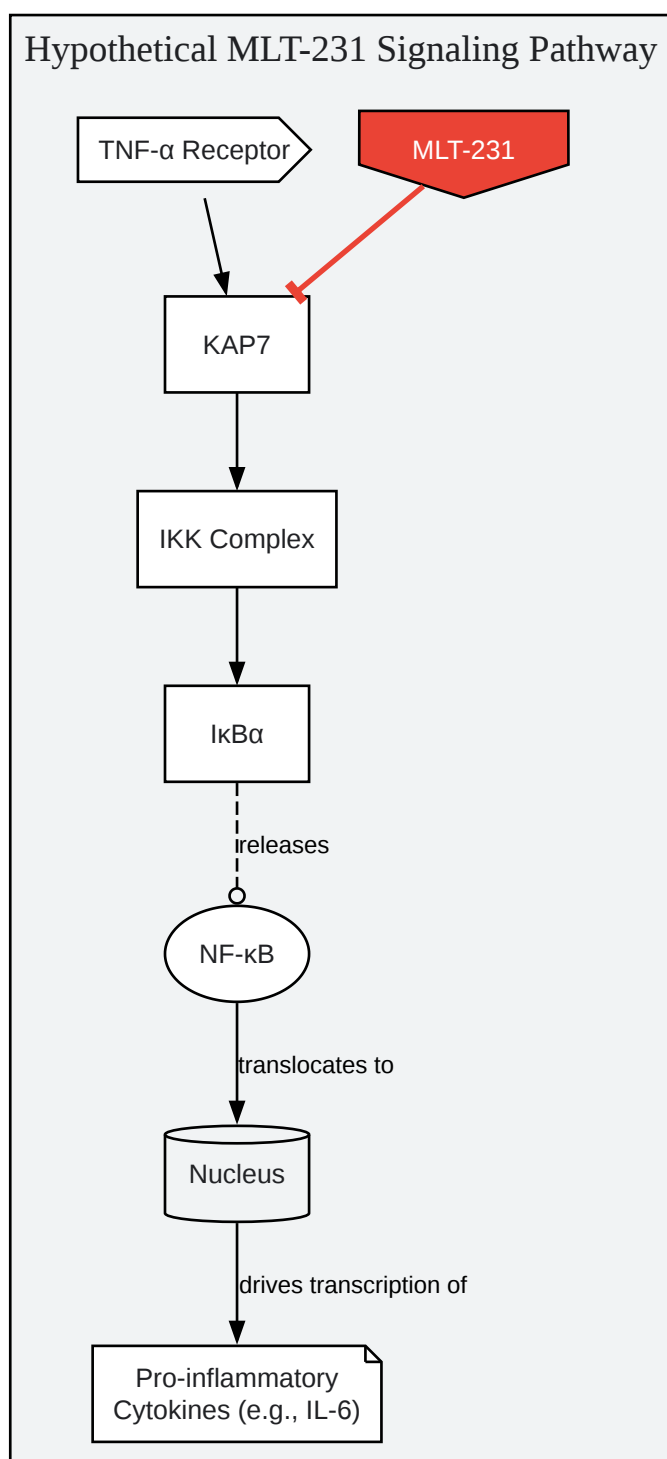 Hypothetical MLT-231 Signaling Pathway
TNF-α Receptor
MLT-231
KAP7
IKK Complex
IκBα
releases
NF-κB
translocates to
Nucleus
drives transcription of
Pro-inflammatory
Cytokines (e.g., IL-6)